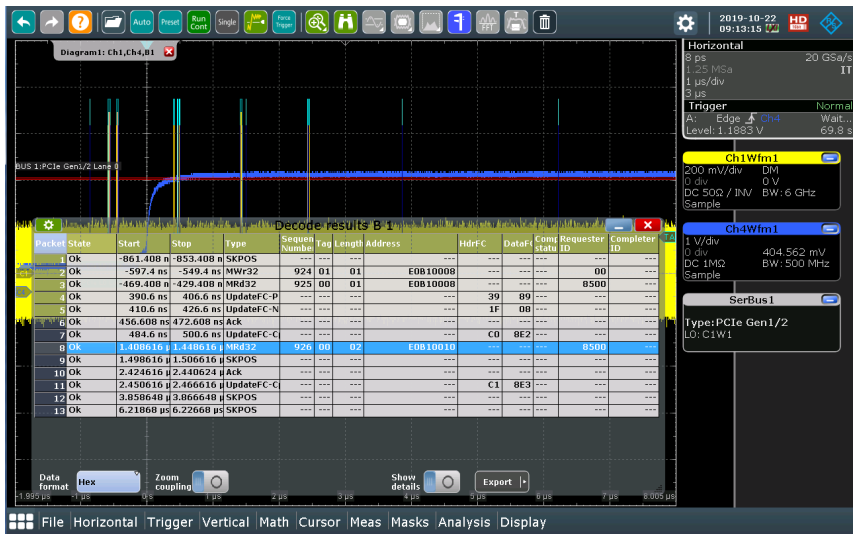 Auto Preset Run Cont Single Force Trigger FFT 2019-10-22 HD
09:13:15
Diagram1: Ch1,Ch4,B1
Horizontal
8 ps 20 GSa/s
1.25 MSa IT
1 µs/div
3 µs
Trigger Normal
A: Edge Ch4 Wait...
Level: 1.1883 V 69.8 s
BUS 1:PCIe Gen1/2 Lane 0
Ch1Wfm1
200 mV/div DM
0 div 0 V
DC 50Ω / INV BW: 6 GHz
Sample
Ch4Wfm1
1 V/div
0 div 404.562 mV
DC 1MΩ BW: 500 MHz
Sample
SerBus1
Type:PCIe Gen1/2
L0: C1W1
Decode results B 1
Packet State Start Stop Type Sequen Number Tag Length Address HdrFC DataF Comp statu Requester ID Completer ID
1 Ok -861.408 n -853.408 n SKPOS --- --- --- --- --- --- --- --- ---
2 Ok -597.4 ns -549.4 ns MWr32 924 01 01 E0B10008 --- --- --- 00 ---
3 Ok -469.408 n -429.408 n MRd32 925 00 01 E0B10008 --- --- --- 8500 ---
4 Ok 390.6 ns 406.6 ns UpdateFC-P --- --- --- --- 39 89 --- --- ---
5 Ok 410.6 ns 426.6 ns UpdateFC-N --- --- --- --- 1F 08 --- --- ---
6 Ok 456.608 ns 472.608 ns Ack --- --- --- --- --- --- --- --- ---
7 Ok 484.6 ns 500.6 ns UpdateFC-C --- --- --- --- C0 8E2 --- --- ---
8 Ok 1.408616 µ 1.448616 µ MRd32 926 00 02 E0B10010 --- --- --- 8500 ---
9 Ok 1.498616 µ 1.506616 µ SKPOS --- --- --- --- --- --- --- --- ---
10 Ok 2.424616 µ 2.440624 µ Ack --- --- --- --- --- --- --- --- ---
11 Ok 2.450616 µ 2.466616 µ UpdateFC-C --- --- --- --- C1 8E3 --- --- ---
12 Ok 3.858648 µ 3.866648 µ SKPOS --- --- --- --- --- --- --- --- ---
13 Ok 6.21868 µs 6.22668 µs SKPOS --- --- --- --- --- --- --- --- ---
Data format Hex Zoom coupling Show details Export
-1.995 µs -1 µs 0 s 1 µs 2 µs 3 µs 4 µs 5 µs 6 µs 7 µs 8.005 µs
File Horizontal Trigger Vertical Math Cursor Meas Masks Analysis Display